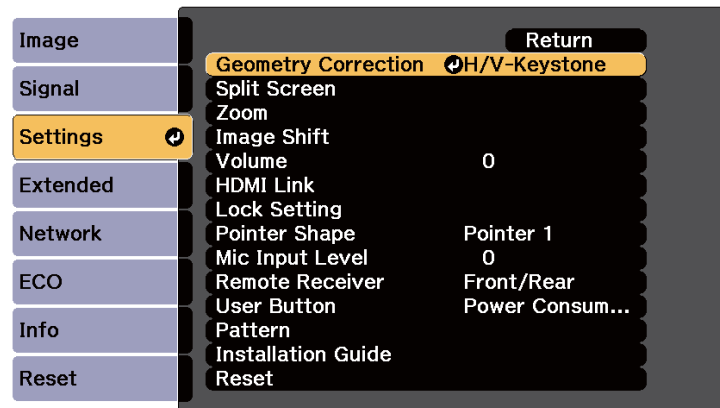 Image
Signal
Settings
Extended
Network
ECO
Info
Reset
Return
Geometry Correction H/V-Keystone
Split Screen
Zoom
Image Shift
Volume 0
HDMI Link
Lock Setting
Pointer Shape Pointer 1
Mic Input Level 0
Remote Receiver Front/Rear
User Button Power Consum...
Pattern
Installation Guide
Reset